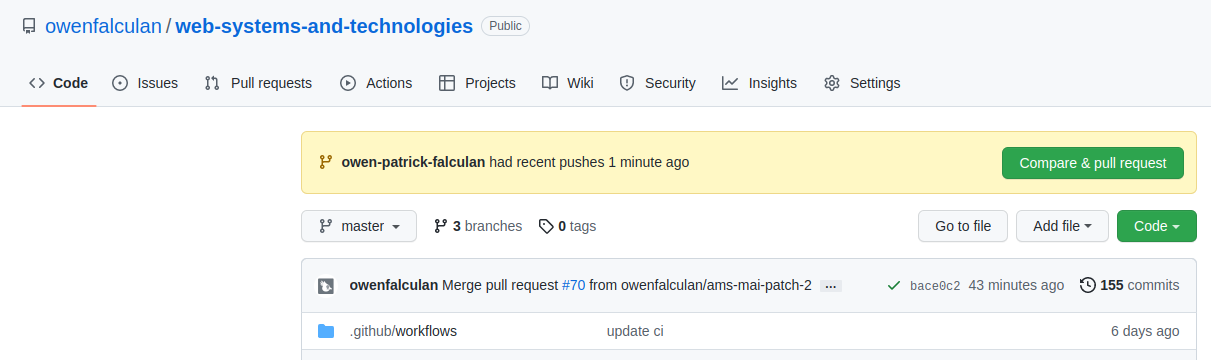 owenfalculan / web-systems-and-technologies Public
Code Issues Pull requests Actions Projects Wiki Security Insights Settings
owen-patrick-falculan had recent pushes 1 minute ago Compare & pull request
master 3 branches 0 tags Go to file Add file Code
owenfalculan Merge pull request #70 from owenfalculan/ams-mai-patch-2 ... bace0c2 43 minutes ago 155 commits
.github/workflows update ci 6 days ago